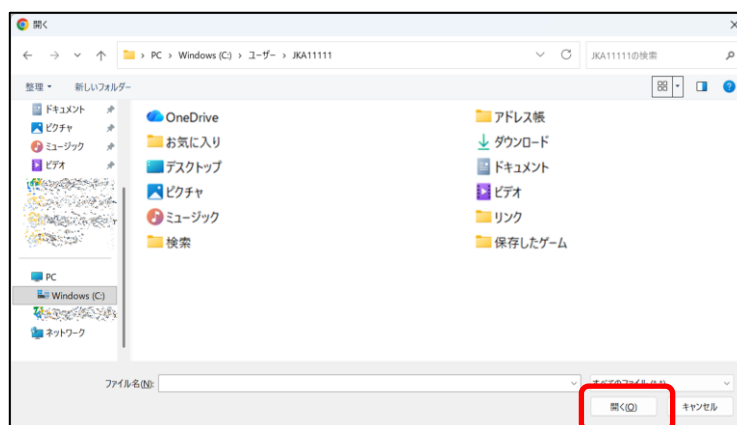 開く
PC › Windows (C:) › ユーザー › JKA11111
JKA11111の検索
整理 新しいフォルダー
ドキュメント
ピクチャ
ミュージック
ビデオ
PC
Windows (C:)
ネットワーク
OneDrive
お気に入り
デスクトップ
ピクチャ
ミュージック
検索
アドレス帳
ダウンロード
ドキュメント
ビデオ
リンク
保存したゲーム
ファイル名(N):
開く(O) キャンセル